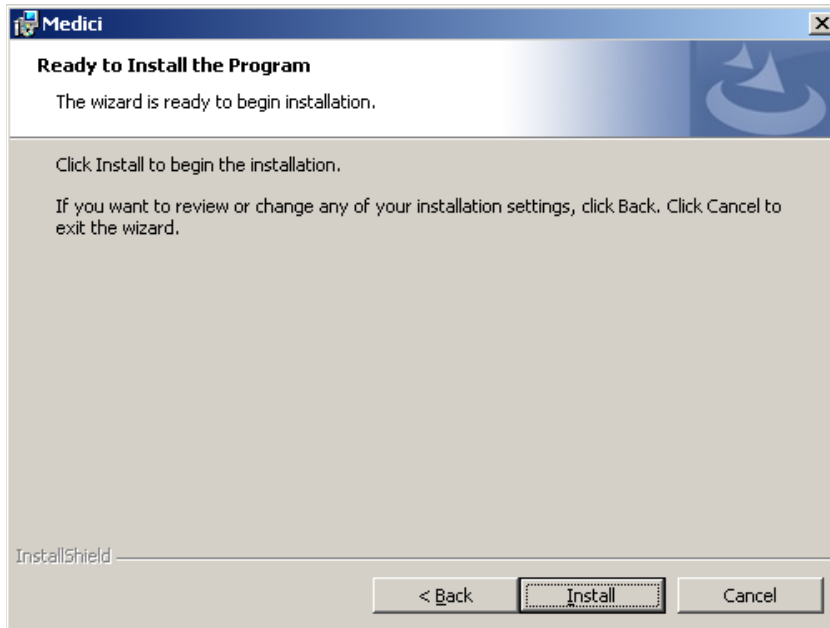 Medici
Ready to Install the Program
The wizard is ready to begin installation.
Click Install to begin the installation.
If you want to review or change any of your installation settings, click Back. Click Cancel to
exit the wizard.
InstallShield
< Back
Install
Cancel